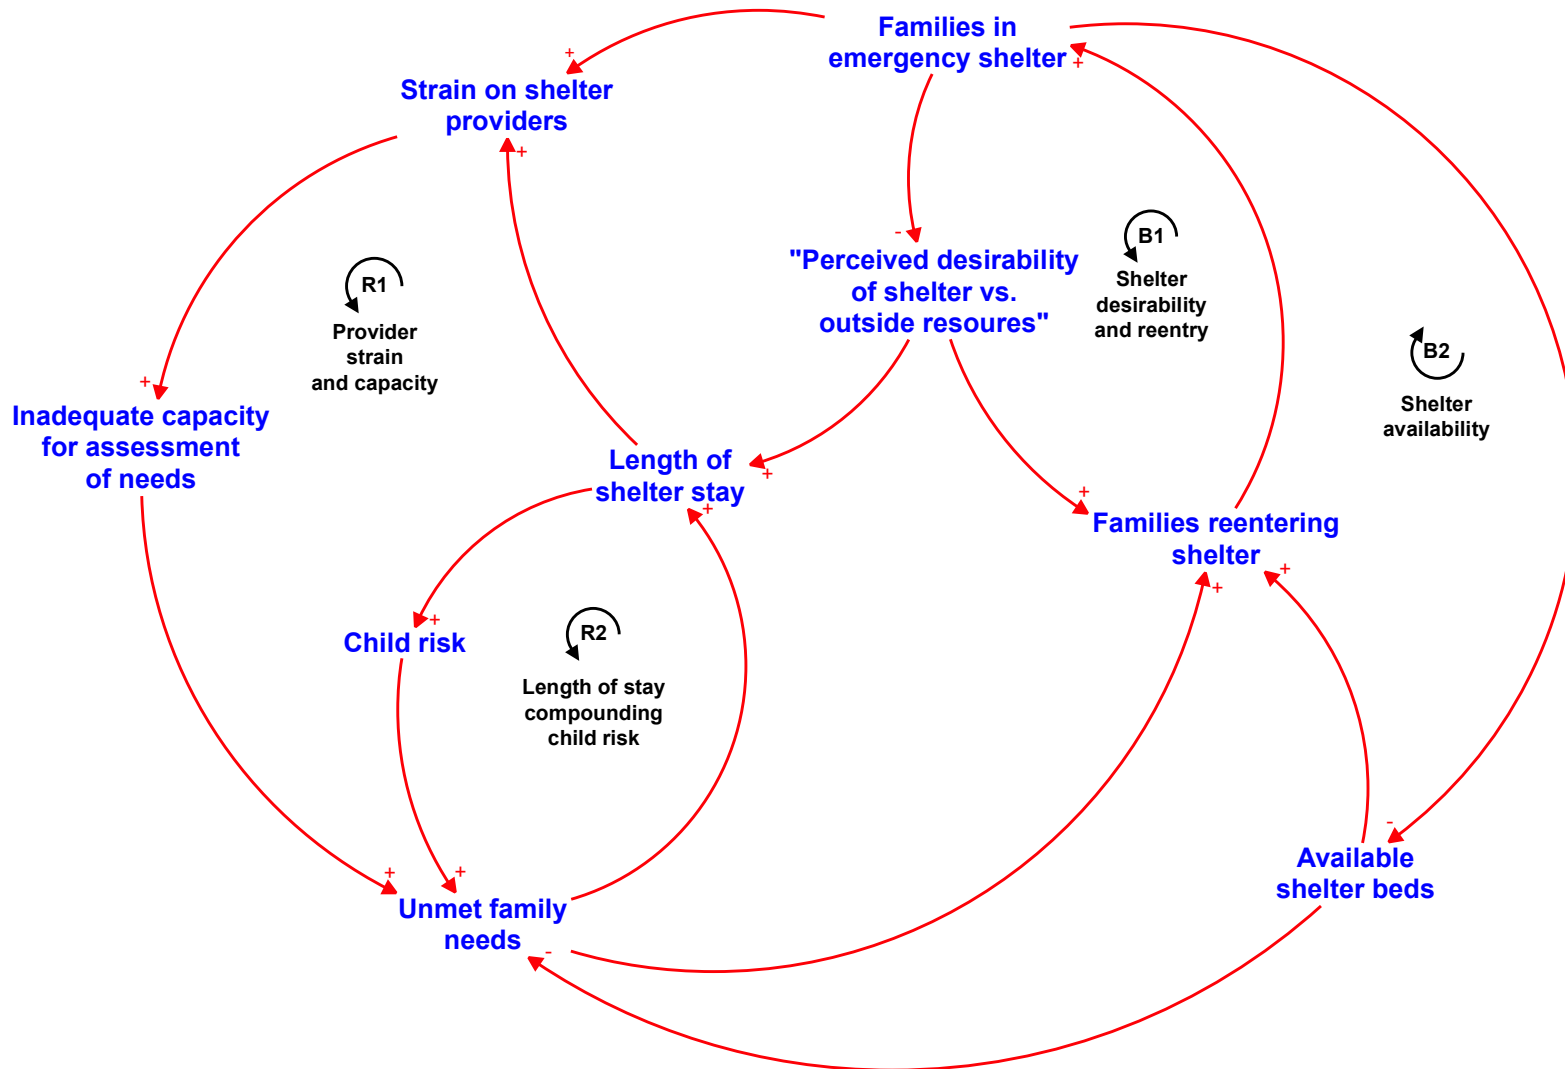 Families in
emergency shelter
+
+
Strain on shelter
providers
+
-
"Perceived desirability
of shelter vs.
outside resoures"
B1
Shelter
desirability
and reentry
R1
Provider
strain
and capacity
B2
Shelter
availability
+
Inadequate capacity
for assessment
of needs
Length of
shelter stay
+
+
+
Families reentering
shelter
+
+
+
Child risk
R2
Length of stay
compounding
child risk
-
Available
shelter beds
+
+
Unmet family
needs
-